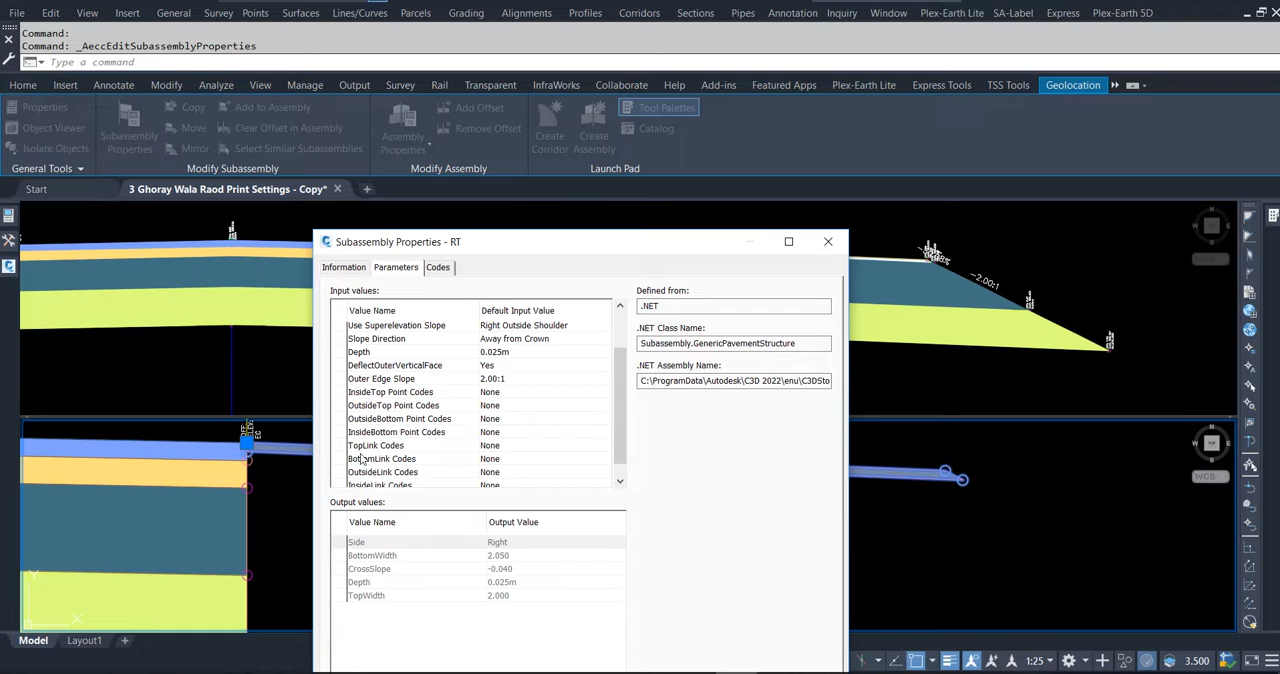 File Edit View Insert General Survey Points Surfaces Lines/Curves Parcels Grading Alignments Profiles Corridors Sections Pipes Annotation Inquiry Window Plex-Earth Lite SA-Label Express Plex-Earth 5D
Command:
Command: _AeccEditSubassemblyProperties
Type a command
Home Insert Annotate Modify Analyze View Manage Output Survey Rail Transparent InfraWorks Collaborate Help Add-ins Featured Apps Plex-Earth Lite Express Tools TSS Tools Geolocation
Properties Copy Add to Assembly Add Offset Tool Palettes
Object Viewer Move Clear Offset in Assembly Remove Offset Catalog
Isolate Objects Mirror Select Similar Subassemblies
Subassembly Properties
Assembly Properties
Create Corridor
Create Assembly
General Tools Modify Subassembly Modify Assembly Launch Pad
Start 3 Ghoray Wala Raod Print Settings - Copy*
Subassembly Properties - RT
Information Parameters Codes
Input values:
Value Name Default Input Value
Use Superelevation Slope Right Outside Shoulder
Slope Direction Away from Crown
Depth 0.025m
DeflectOuterVerticalFace Yes
Outer Edge Slope 2.00:1
InsideTop Point Codes None
OutsideTop Point Codes None
OutsideBottom Point Codes None
InsideBottom Point Codes None
TopLink Codes None
BottomLink Codes None
OutsideLink Codes None
InsideLink Codes None
Defined from:
.NET
.NET Class Name:
Subassembly.GenericPavementStructure
.NET Assembly Name:
C:\ProgramData\Autodesk\C3D 2022\enu\C3DSto
Output values:
Value Name Output Value
Side Right
BottomWidth 2.050
CrossSlope -0.040
Depth 0.025m
TopWidth 2.000
-2.00:1
N
W
N
W TOP
WCS
Y
X
Model Layout1
1:25 3.500